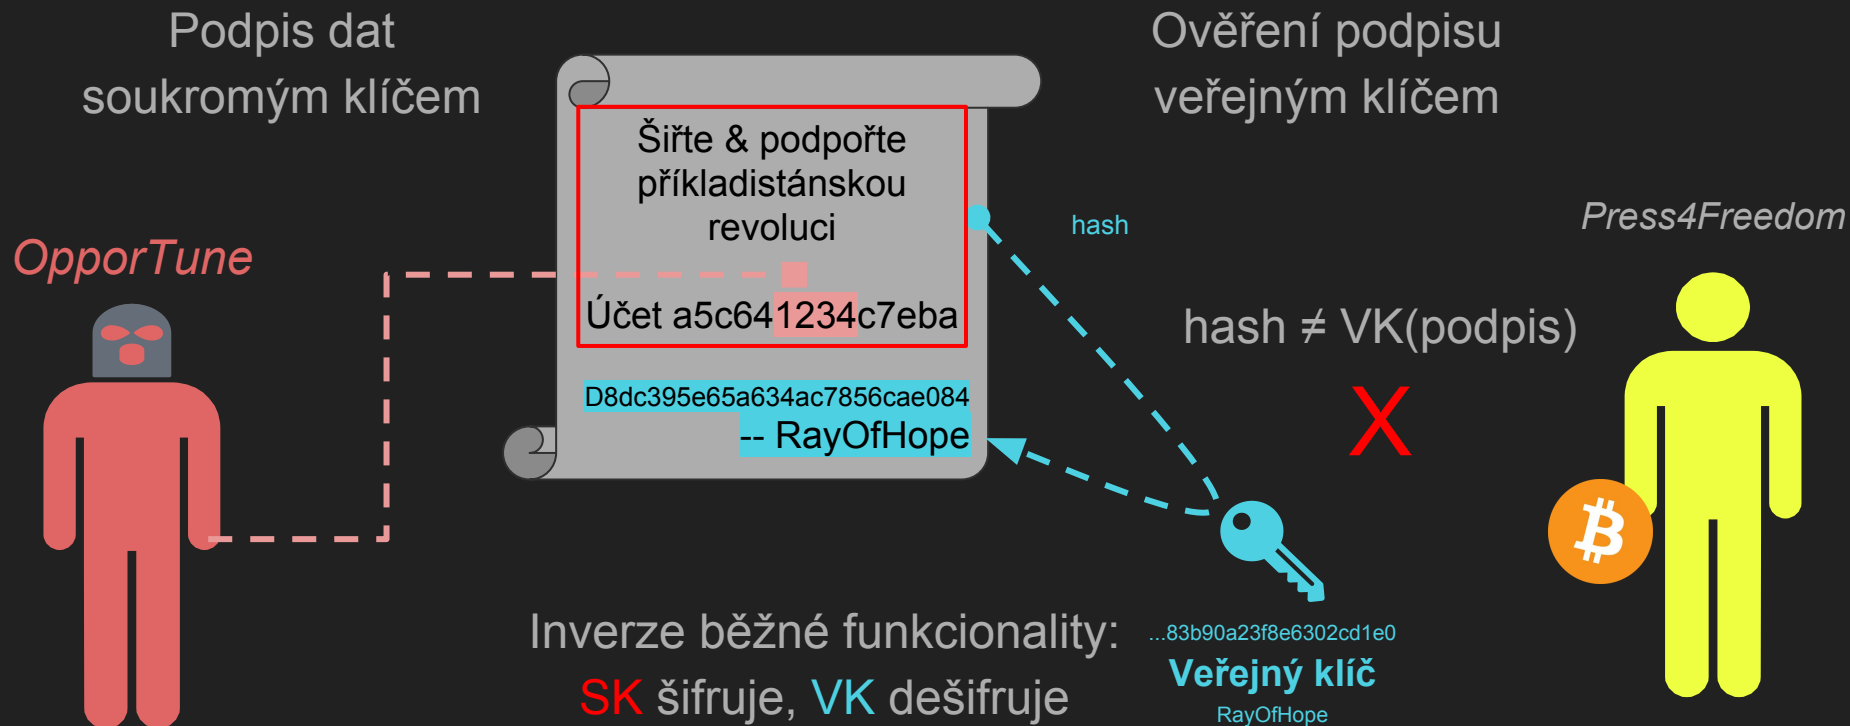 Podpis dat
soukromým klíčem
Ověření podpisu
veřejným klíčem
Šiřte & podpořte
příkladistánskou
revoluci
Účet a5c641234c7eba
D8dc395e65a634ac7856cae084
-- RayOfHope
OpporTune
hash
Press4Freedom
hash ≠ VK(podpis)
X
Inverze běžné funkcionality:
SK šifruje, VK dešifruje
...83b90a23f8e6302cd1e0
Veřejný klíč
RayOfHope